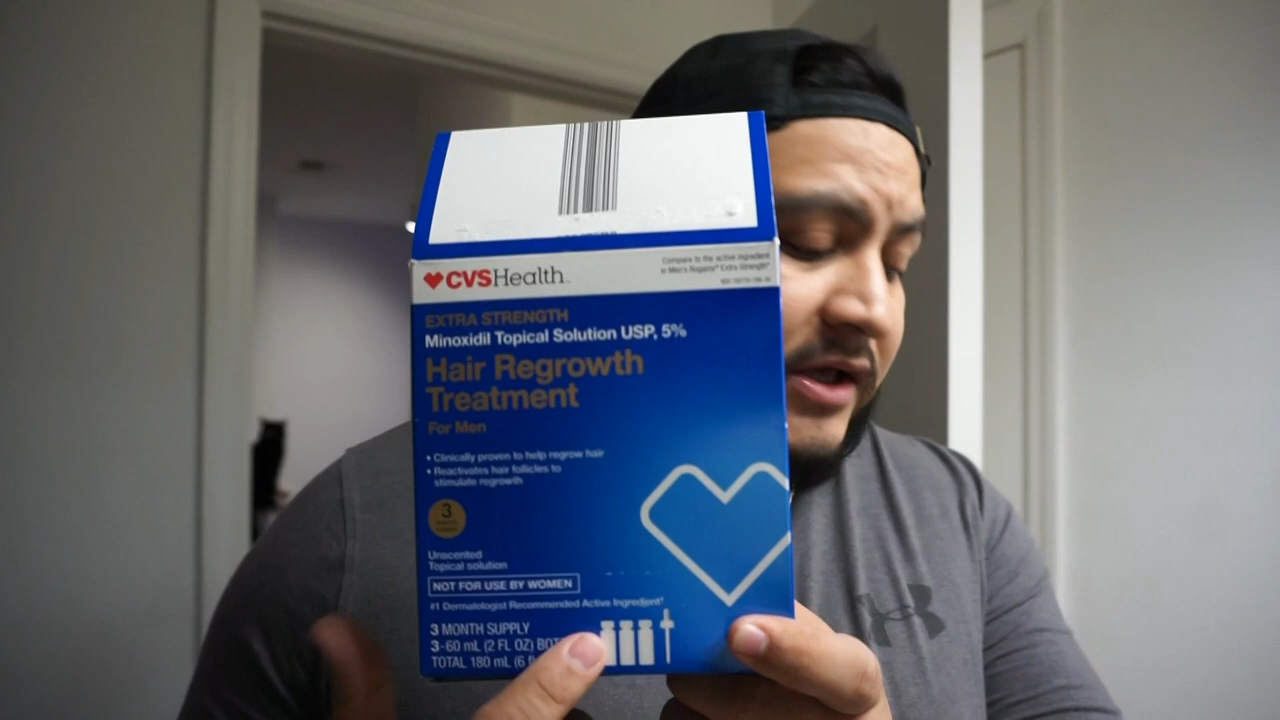 CVSHealth
Compare to the active ingredient
in Men's Rogaine® Extra Strength*
EXTRA STRENGTH
Minoxidil Topical Solution USP, 5%
Hair Regrowth
Treatment
For Men
• Clinically proven to help regrow hair
• Reactivates hair follicles to
stimulate regrowth
3
Unscented
Topical solution
NOT FOR USE BY WOMEN
#1 Dermatologist Recommended Active Ingredient†
3 MONTH SUPPLY
3-60 mL (2 FL OZ)
TOTAL 180 mL (6